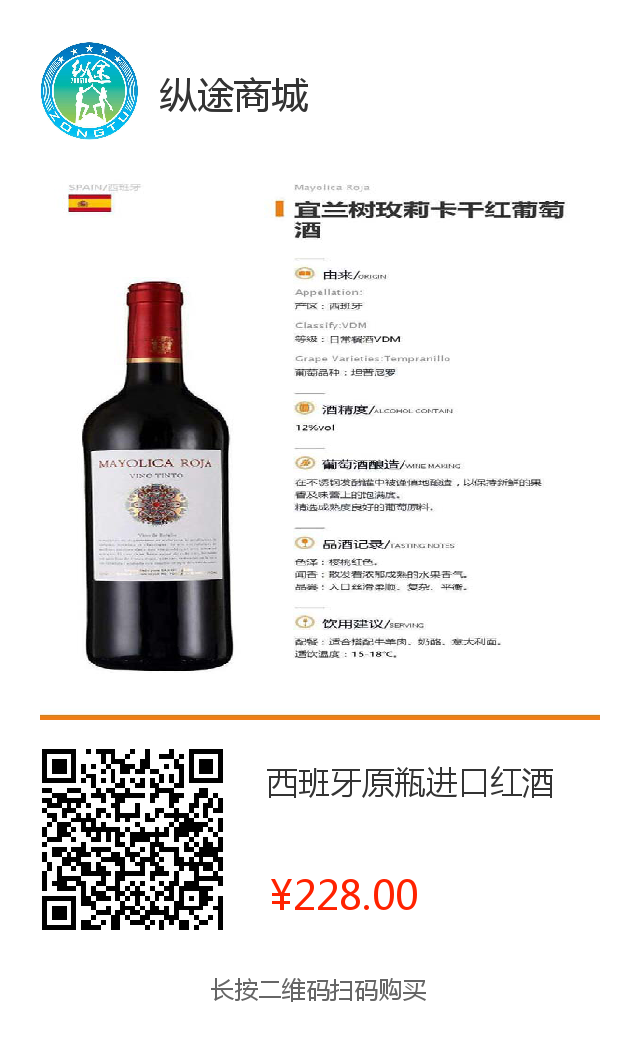 纵途
ZONGTU
纵途商城
SPAIN/西班牙
Mayolica Roja
宜兰树玫莉卡干红葡萄
酒
由来/ORIGIN
Appellation:
产区：西班牙
Classify:VDM
等级：日常餐酒VDM
Grape Varieties:Tempranillo
葡萄品种：坦普尼罗
酒精度/ALCOHOL CONTAIN
12%vol
葡萄酒酿造/WINE MAKING
在不锈钢发酵罐中被谨慎地酿造，以保持新鲜的果
香及味蕾上的饱满度。
精选成熟度良好的葡萄原料。
品酒记录/TASTING NOTES
色泽：樱桃红色。
闻香：散发着浓郁成熟的水果香气。
品尝：入口丝滑柔顺、复杂、平衡。
饮用建议/SERVING
配餐：适合搭配牛羊肉、奶酪、意大利面。
适饮温度：15-18℃。
MAYOLICA ROJA
VINO TINTO
西班牙原瓶进口红酒
¥228.00
长按二维码扫码购买